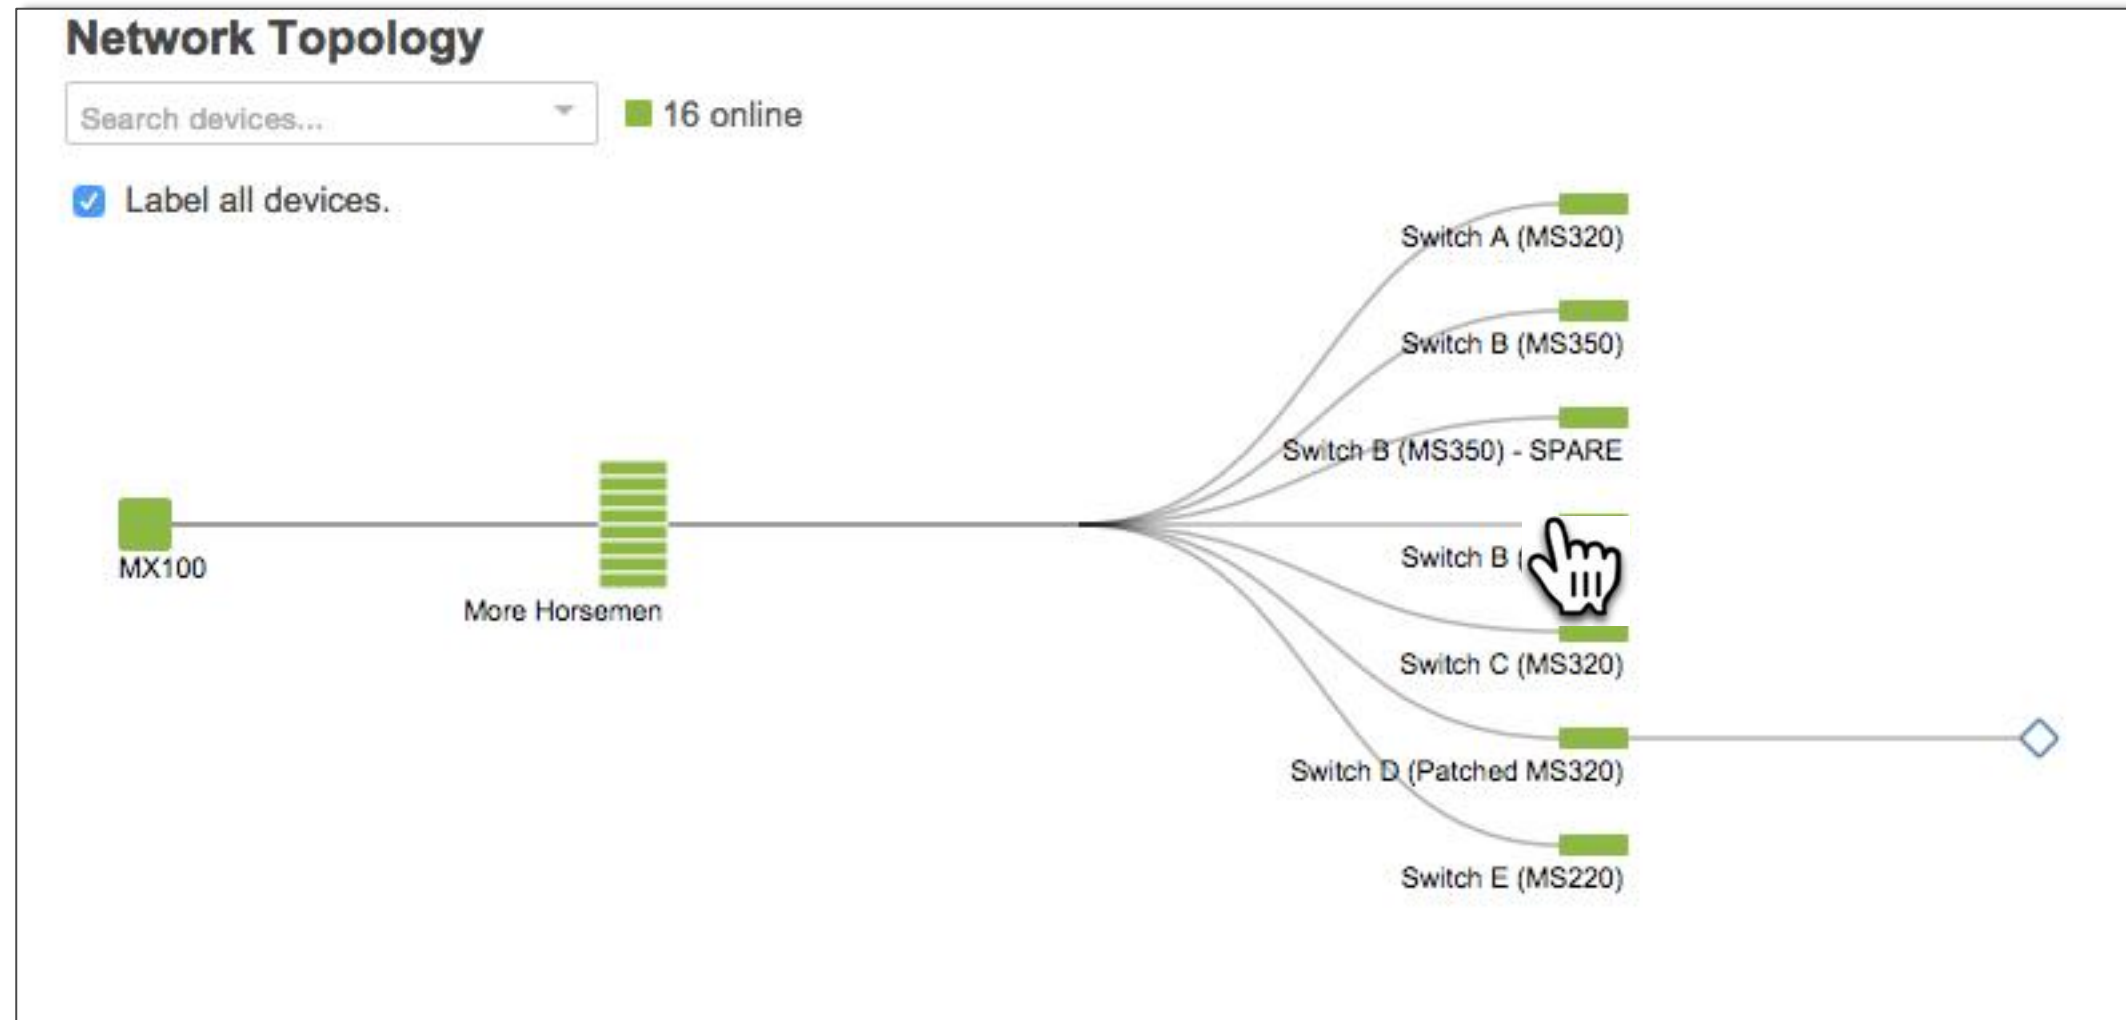 Network Topology
Search devices...
16 online
Label all devices.
Switch A (MS320)
Switch B (MS350)
Switch B (MS350) - SPARE
MX100
Switch B (
More Horsemen
Switch C (MS320)
Switch D (Patched MS320)
Switch E (MS220)